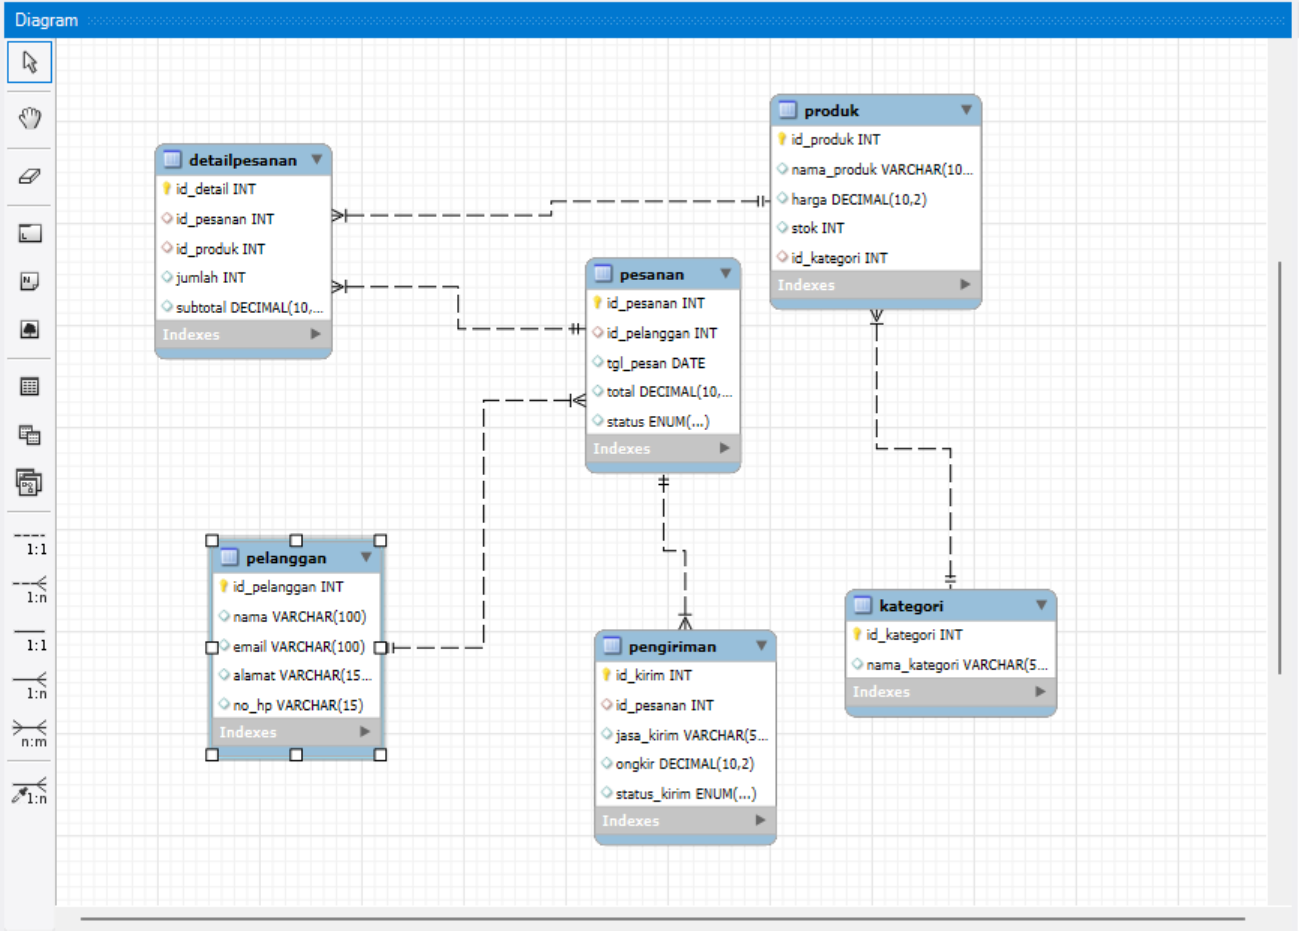 Diagram
detailpesanan
id_detail INT
id_pesanan INT
id_produk INT
jumlah INT
subtotal DECIMAL(10,...
Indexes
produk
id_produk INT
nama_produk VARCHAR(10...
harga DECIMAL(10,2)
stok INT
id_kategori INT
Indexes
pesanan
id_pesanan INT
id_pelanggan INT
tgl_pesan DATE
total DECIMAL(10,...
status ENUM(...)
Indexes
pelanggan
id_pelanggan INT
nama VARCHAR(100)
email VARCHAR(100)
alamat VARCHAR(15...
no_hp VARCHAR(15)
Indexes
pengiriman
id_kirim INT
id_pesanan INT
jasa_kirim VARCHAR(5...
ongkir DECIMAL(10,2)
status_kirim ENUM(...)
Indexes
kategori
id_kategori INT
nama_kategori VARCHAR(5...
Indexes
1:1
1:n
1:1
1:n
n:m
1:n